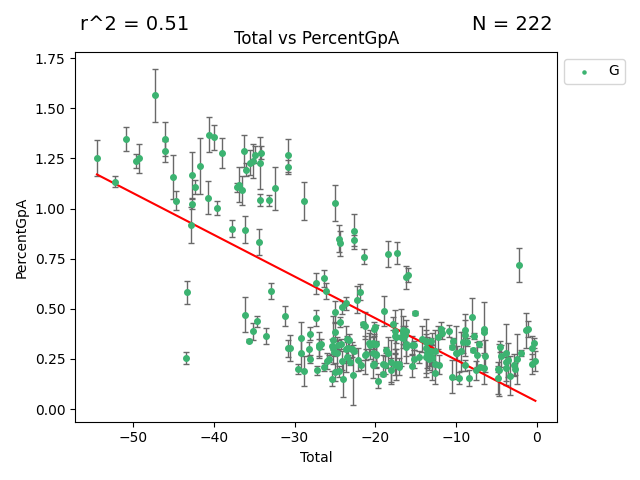 r^2 = 0.51
N = 222
Total vs PercentGpA
G
1.75
1.50
1.25
1.00
0.75
0.50
0.25
0.00
PercentGpA
−50
−40
−30
−20
−10
0
Total